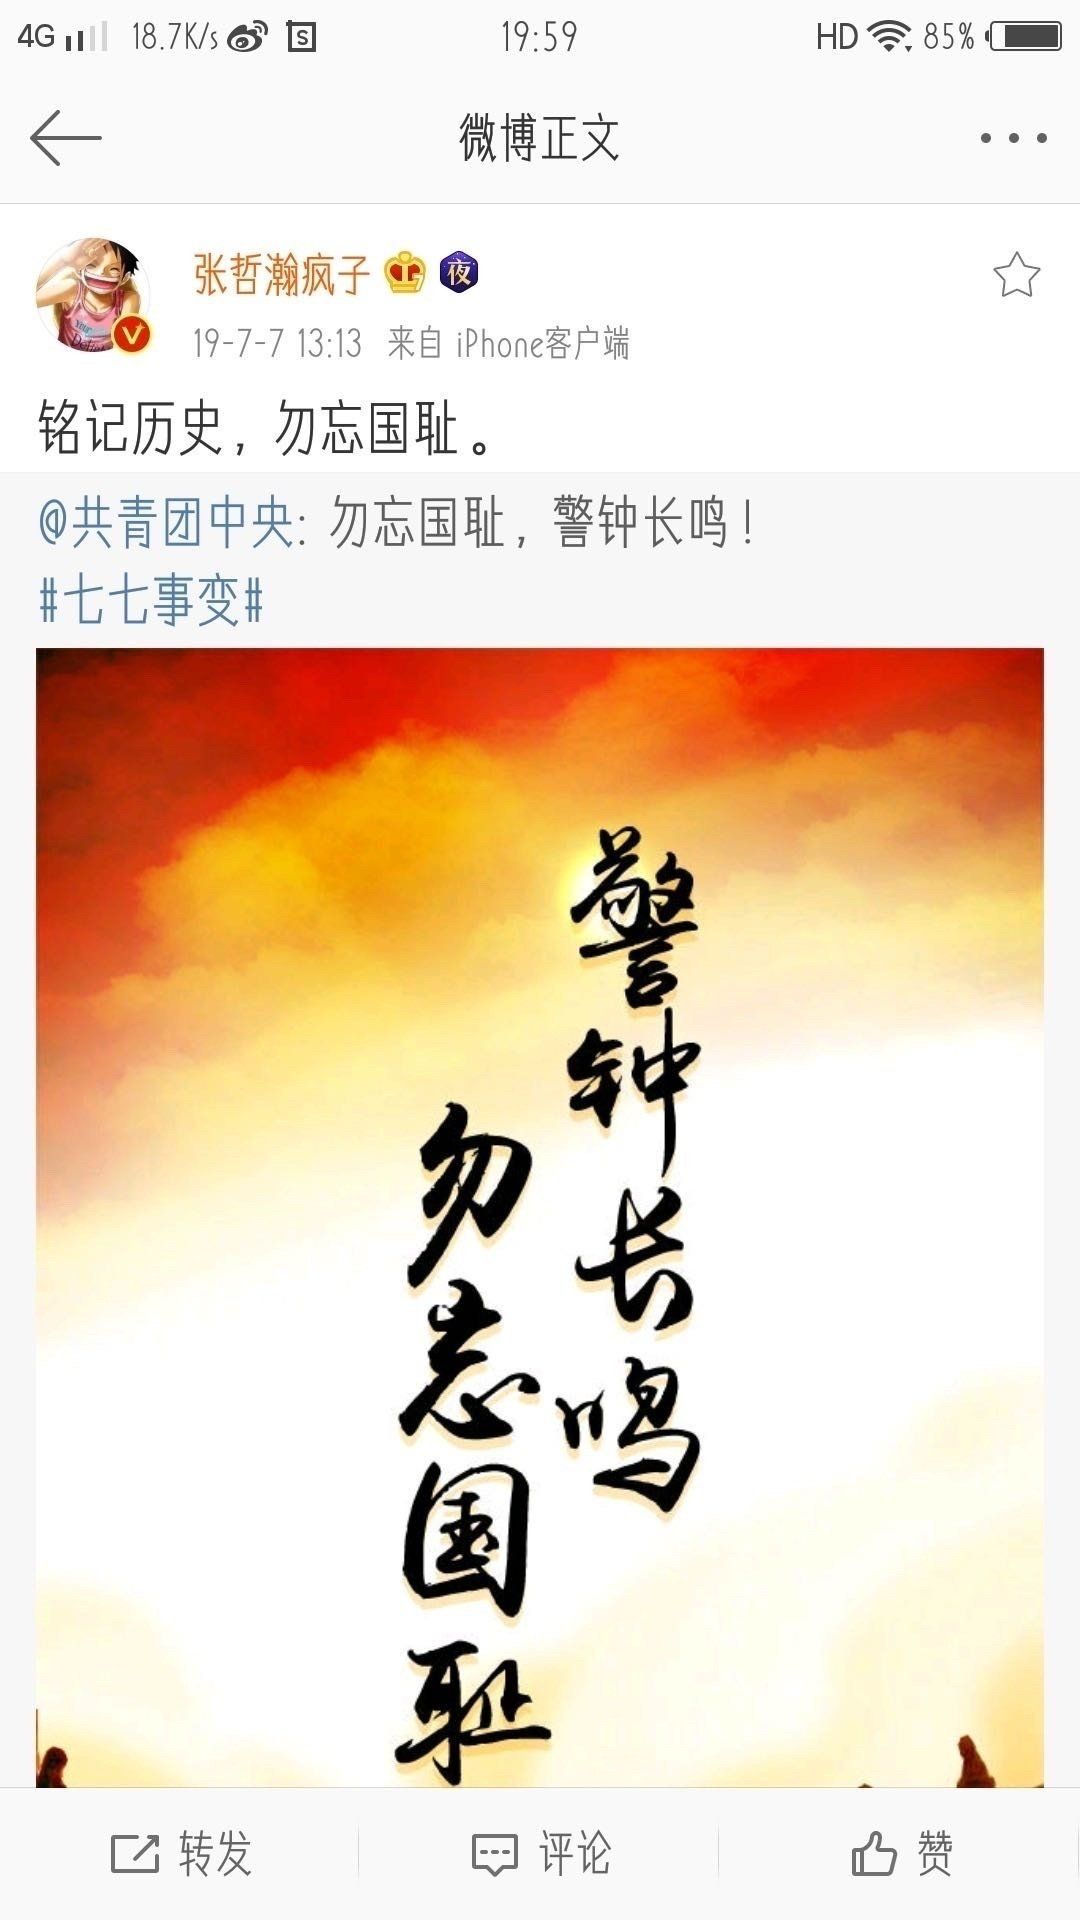 4G 18.7K/s S 19:59 HD 85%
微博正文
张哲瀚疯子 夜
V
19-7-7 13:13 来自 iPhone客户端
铭记历史，勿忘国耻。
@共青团中央: 勿忘国耻，警钟长鸣！
#七七事变#
警钟长鸣
勿忘国耻
转发 评论 赞